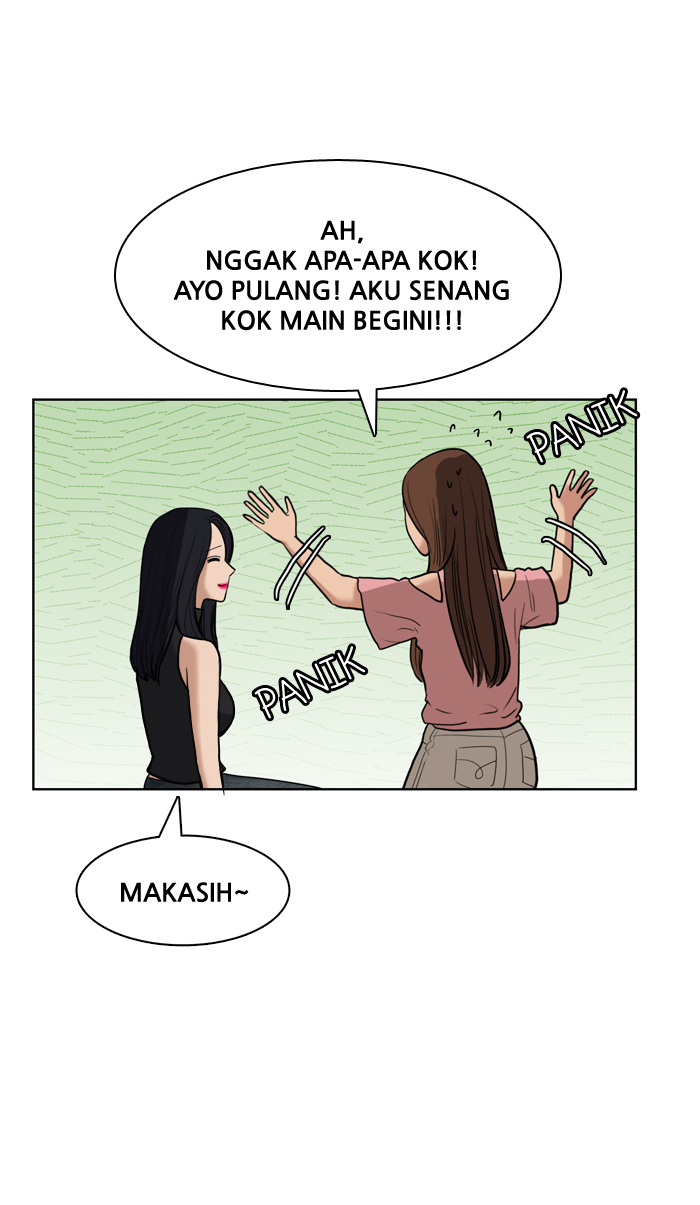 AH,
NGGAK APA-APA KOK!
AYO PULANG! AKU SENANG
KOK MAIN BEGINI!!!
PANIK
PANIK
MAKASIH~